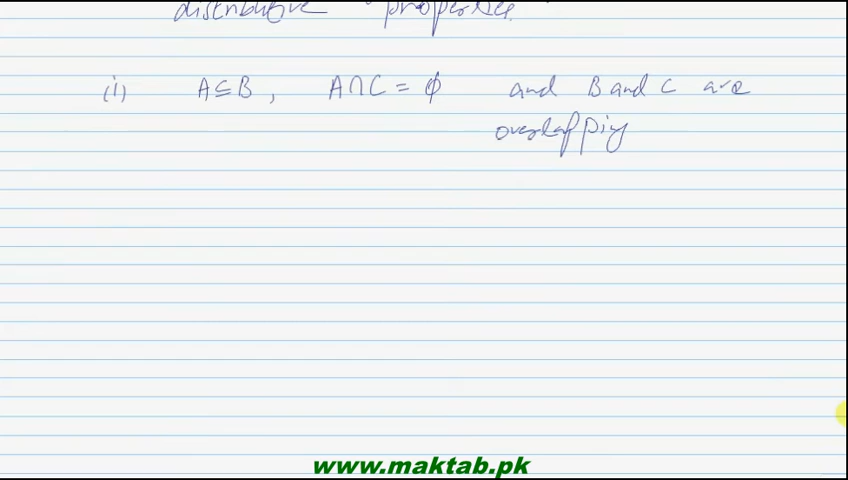 distributive properties.
(i) A⊆B, A∩C = φ and B and C are
overlapping
www.maktab.pk